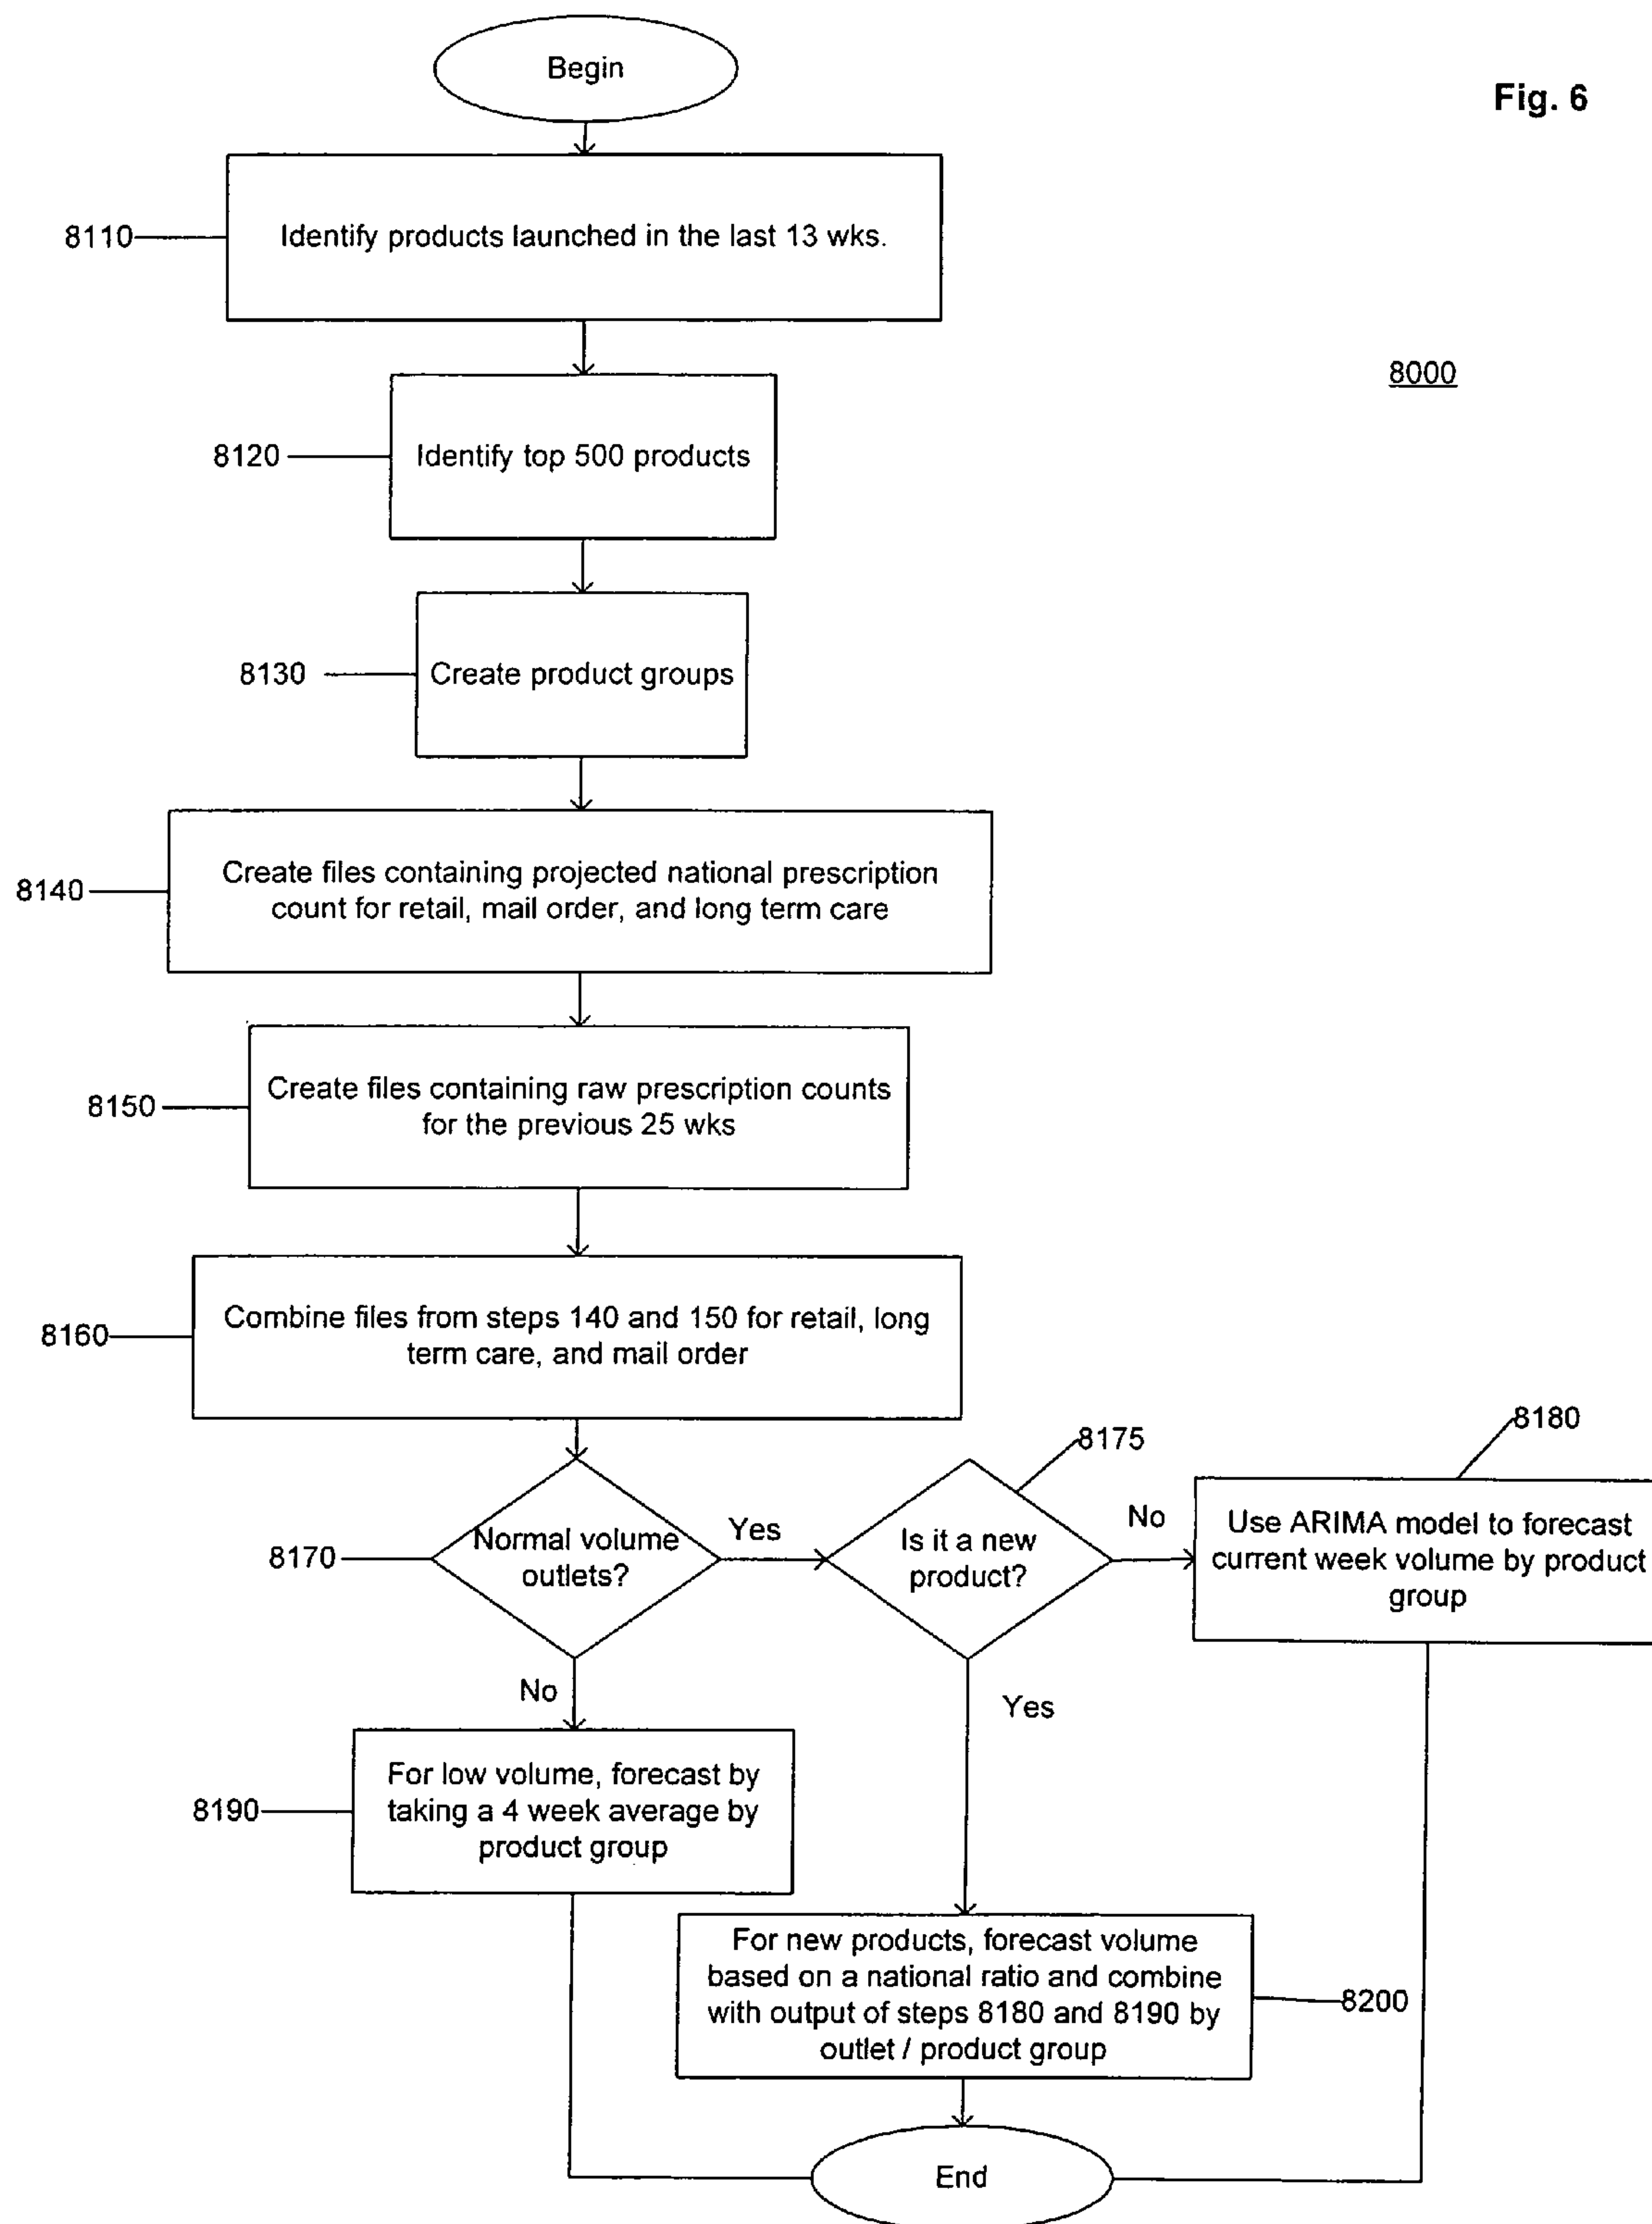 Begin
Fig. 6
8110
Identify products launched in the last 13 wks.
8000
8120
Identify top 500 products
8130
Create product groups
8140
Create files containing projected national prescription
count for retail, mail order, and long term care
8150
Create files containing raw prescription counts
for the previous 25 wks
8160
Combine files from steps 140 and 150 for retail, long
term care, and mail order
8170
Normal volume
outlets?
Yes
8175
Is it a new
product?
No
8180
Use ARIMA model to forecast
current week volume by product
group
No
Yes
8190
For low volume, forecast by
taking a 4 week average by
product group
For new products, forecast volume
based on a national ratio and combine
with output of steps 8180 and 8190 by
outlet / product group
8200
End